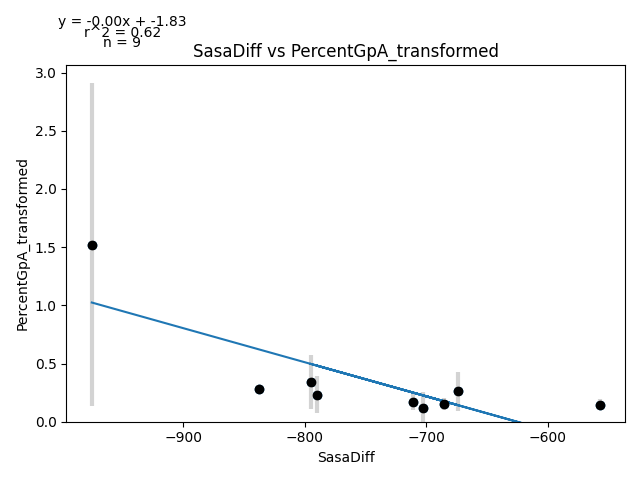 y = -0.00x + -1.83
r^2 = 0.62
n = 9
SasaDiff vs PercentGpA_transformed
3.0
2.5
2.0
1.5
1.0
0.5
0.0
PercentGpA_transformed
−900
−800
−700
−600
SasaDiff